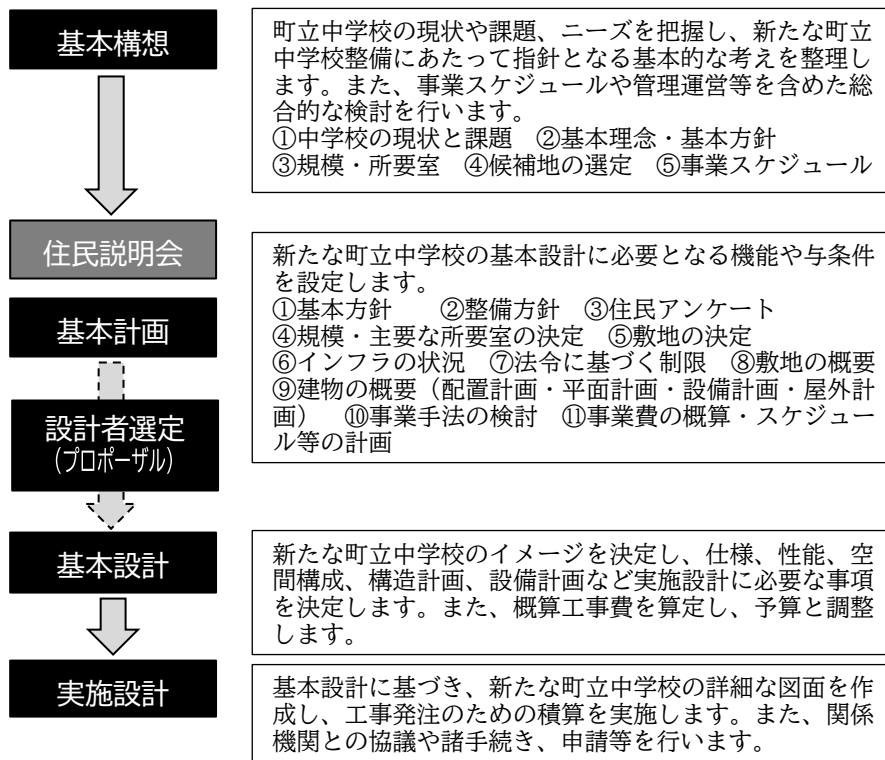 基本構想
町立中学校の現状や課題、ニーズを把握し、新たな町立
中学校整備にあたって指針となる基本的な考えを整理し
ます。また、事業スケジュールや管理運営等を含めた総
合的な検討を行います。
①中学校の現状と課題　②基本理念・基本方針
③規模・所要室　④候補地の選定　⑤事業スケジュール
住民説明会
基本計画
新たな町立中学校の基本設計に必要となる機能や与条件
を設定します。
①基本方針　　②整備方針　③住民アンケート
④規模・主要な所要室の決定　⑤敷地の決定
⑥インフラの状況　⑦法令に基づく制限　⑧敷地の概要
⑨建物の概要（配置計画・平面計画・設備計画・屋外計
画）　⑩事業手法の検討　⑪事業費の概算・スケジュー
ル等の計画
設計者選定
(プロポーザル)
基本設計
新たな町立中学校のイメージを決定し、仕様、性能、空
間構成、構造計画、設備計画など実施設計に必要な事項
を決定します。また、概算工事費を算定し、予算と調整
します。
実施設計
基本設計に基づき、新たな町立中学校の詳細な図面を作
成し、工事発注のための積算を実施します。また、関係
機関との協議や諸手続き、申請等を行います。